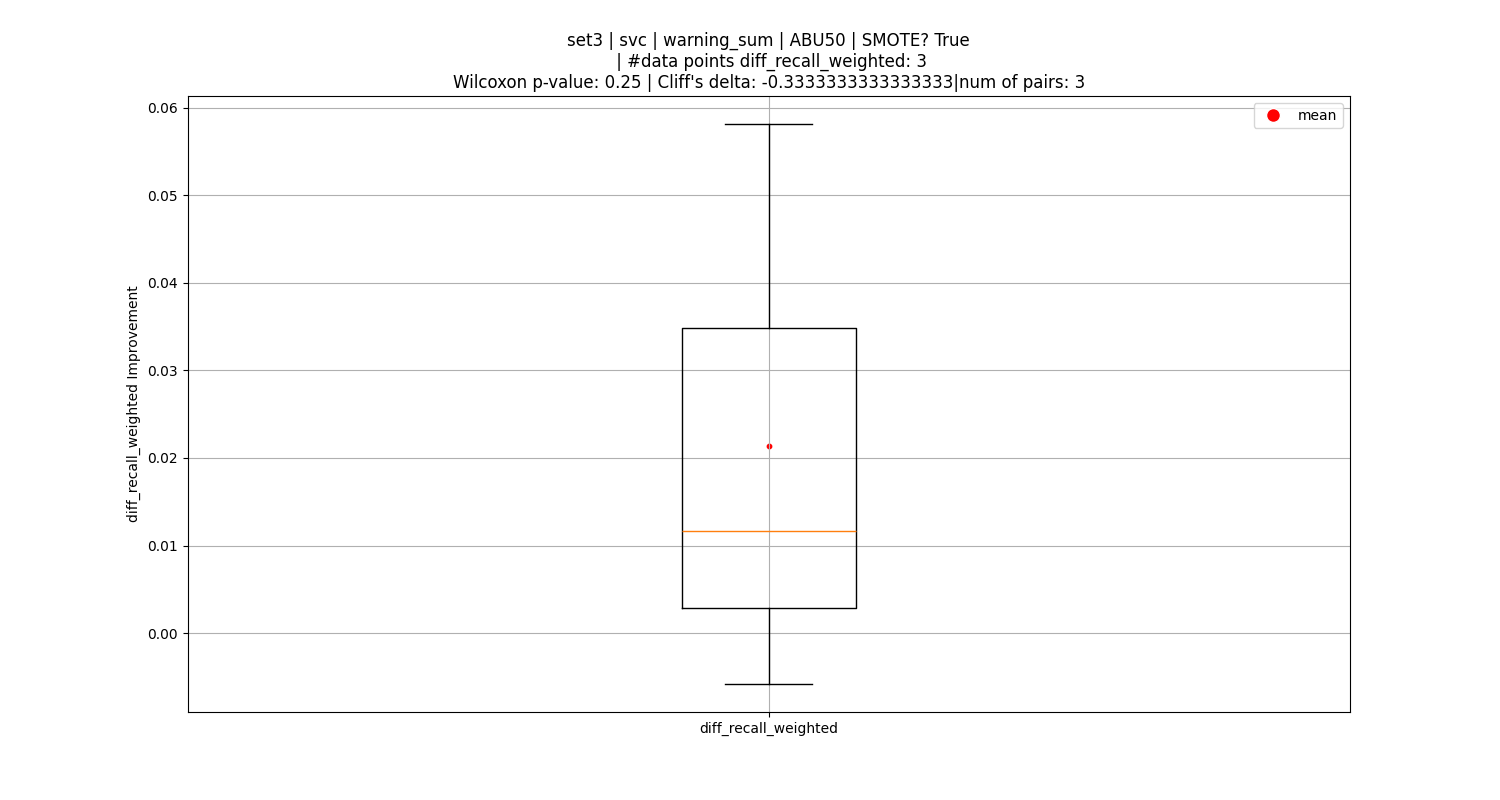 set3 | svc | warning_sum | ABU50 | SMOTE? True
| #data points diff_recall_weighted: 3
Wilcoxon p-value: 0.25 | Cliff's delta: -0.3333333333333333|num of pairs: 3
mean
0.06
0.05
0.04
0.03
0.02
0.01
0.00
diff_recall_weighted Improvement
diff_recall_weighted